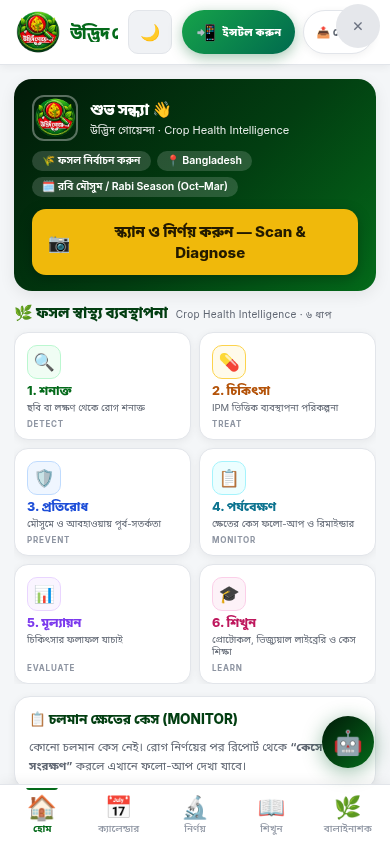 উদ্ভিদ
ইন্সটল করুন
শুভ সন্ধ্যা
উদ্ভিদ গোয়েন্দা · Crop Health Intelligence
ফসল নির্বাচন করুন
Bangladesh
রবি মৌসুম / Rabi Season (Oct–Mar)
স্ক্যান ও নির্ণয় করুন — Scan &
Diagnose
ফসল স্বাস্থ্য ব্যবস্থাপনা Crop Health Intelligence · ৬ ধাপ
1. শনাক্ত
ছবি বা লক্ষণ থেকে রোগ শনাক্ত
DETECT
2. চিকিৎসা
IPM ভিত্তিক ব্যবস্থাপনা পরিকল্পনা
TREAT
3. প্রতিরোধ
মৌসুমে ও আবহাওয়ায় পূর্ব-সতর্কতা
PREVENT
4. পর্যবেক্ষণ
ক্ষেতের কেস ফলো-আপ ও রিমাইন্ডার
MONITOR
5. মূল্যায়ন
চিকিৎসার ফলাফল যাচাই
EVALUATE
6. শিখুন
প্রোটোকল, ভিজ্যুয়াল লাইব্রেরি ও কেস
শিক্ষা
LEARN
চলমান ক্ষেতের কেস (MONITOR)
কোনো চলমান কেস নেই। রোগ নির্ণয়ের পর রিপোর্ট থেকে “কেসে
সংরক্ষণ” করলে এখানে ফলো-আপ দেখা যাবে।
হোম
ক্যালেন্ডার
নির্ণয়
শিখুন
বালাইনাশক